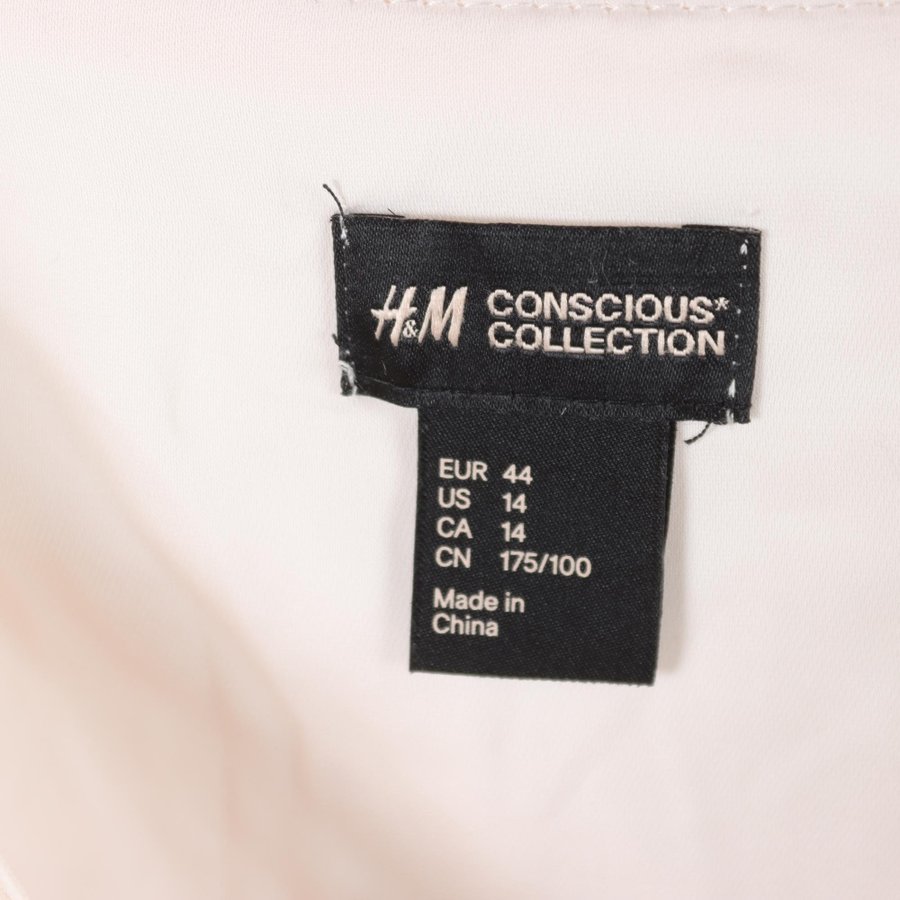 H&M CONSCIOUS*
COLLECTION
EUR 44
US 14
CA 14
CN 175/100
Made in
China